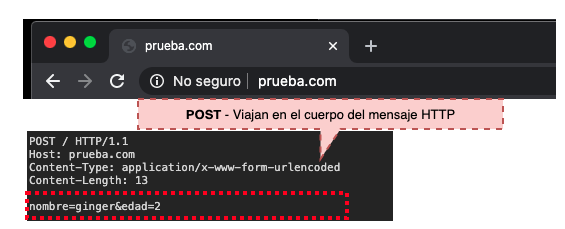 prueba.com
No seguro
prueba.com
POST - Viajan en el cuerpo del mensaje HTTP
POST / HTTP/1.1
Host: prueba.com
Content-Type: application/x-www-form-urlencoded
Content-Length: 13
nombre=ginger&edad=2